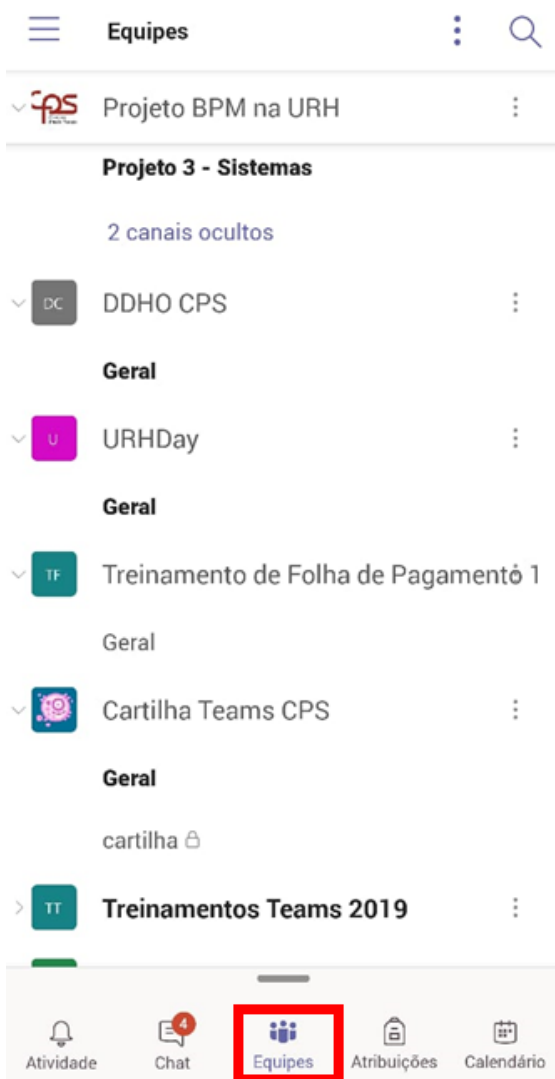 Equipes
cps
Projeto BPM na URH
Projeto 3 - Sistemas
2 canais ocultos
DC
DDHO CPS
Geral
U
URHDay
Geral
TF
Treinamento de Folha de Pagamento 1
Geral
Cartilha Teams CPS
Geral
cartilha
TT
Treinamentos Teams 2019
4
Atividade
Chat
Equipes
Atribuições
Calendário